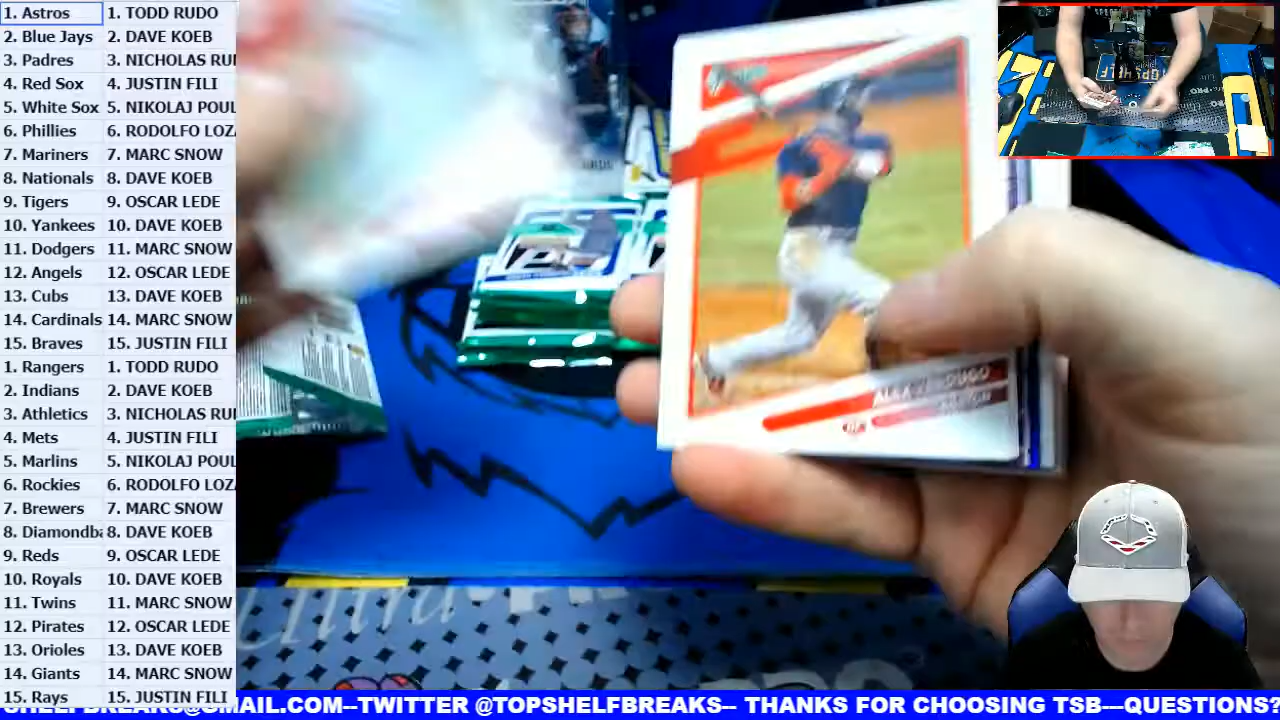 1. Astros 1. TODD RUDO
2. Blue Jays 2. DAVE KOEB
3. Padres 3. NICHOLAS RUI
4. Red Sox 4. JUSTIN FILI
5. White Sox 5. NIKOLAJ POUL
6. Phillies 6. RODOLFO LOZA
7. Mariners 7. MARC SNOW
8. Nationals 8. DAVE KOEB
9. Tigers 9. OSCAR LEDE
10. Yankees 10. DAVE KOEB
11. Dodgers 11. MARC SNOW
12. Angels 12. OSCAR LEDE
13. Cubs 13. DAVE KOEB
14. Cardinals 14. MARC SNOW
15. Braves 15. JUSTIN FILI
1. Rangers 1. TODD RUDO
2. Indians 2. DAVE KOEB
3. Athletics 3. NICHOLAS RUI
4. Mets 4. JUSTIN FILI
5. Marlins 5. NIKOLAJ POUL
6. Rockies 6. RODOLFO LOZA
7. Brewers 7. MARC SNOW
8. Diamondba 8. DAVE KOEB
9. Reds 9. OSCAR LEDE
10. Royals 10. DAVE KOEB
11. Twins 11. MARC SNOW
12. Pirates 12. OSCAR LEDE
13. Orioles 13. DAVE KOEB
14. Giants 14. MARC SNOW
15. Rays 15. JUSTIN FILI
SHELFBREAKS@GMAIL.COM--TWITTER @TOPSHELFBREAKS-- THANKS FOR CHOOSING TSB---QUESTIONS?